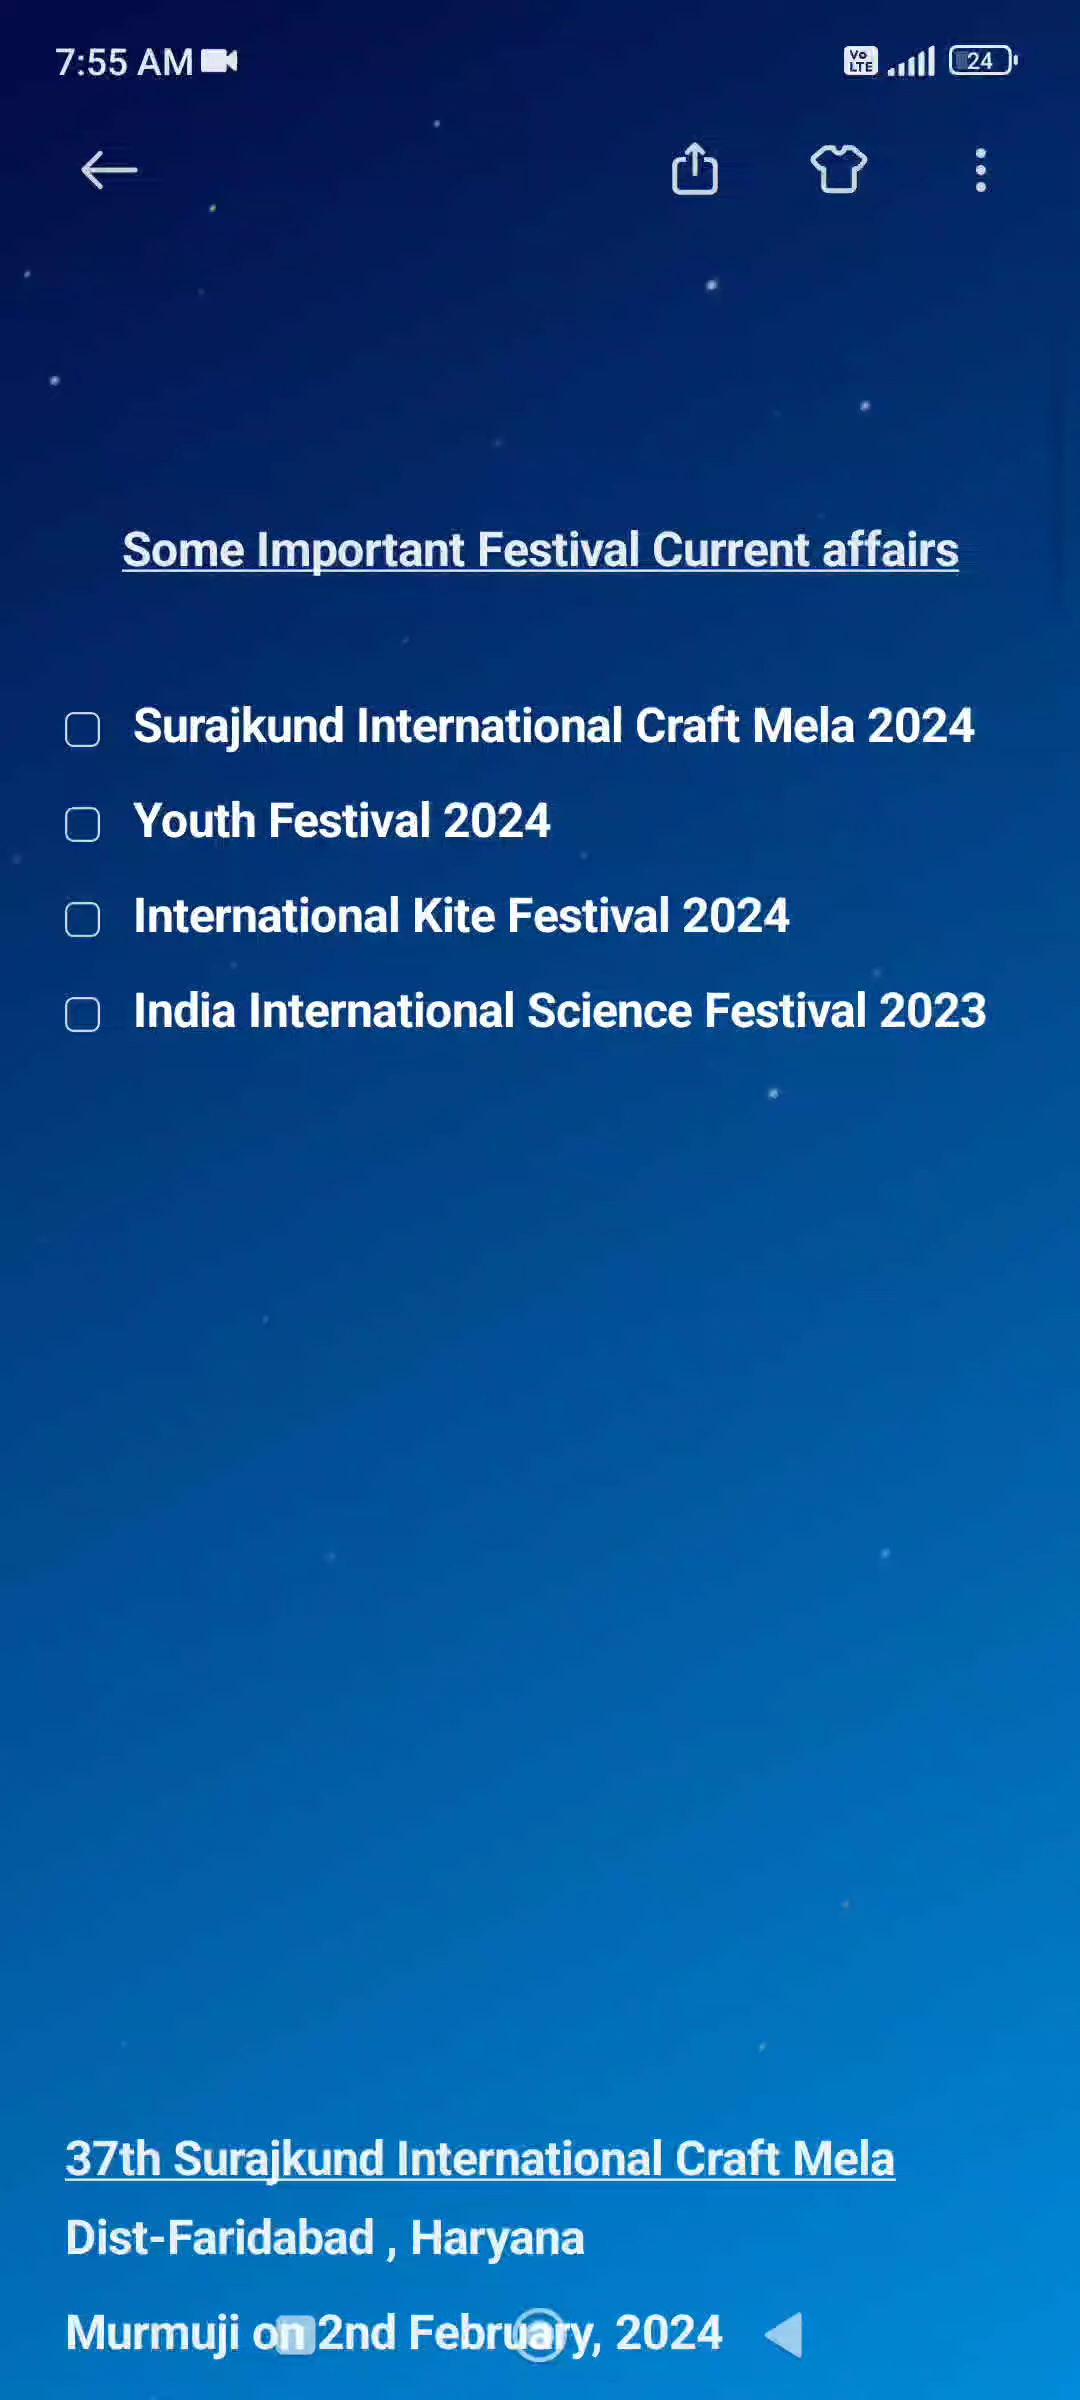 7:55 AM
Vo LTE
24
Some Important Festival Current affairs
Surajkund International Craft Mela 2024
Youth Festival 2024
International Kite Festival 2024
India International Science Festival 2023
37th Surajkund International Craft Mela
Dist-Faridabad , Haryana
Murmuji on 2nd February, 2024